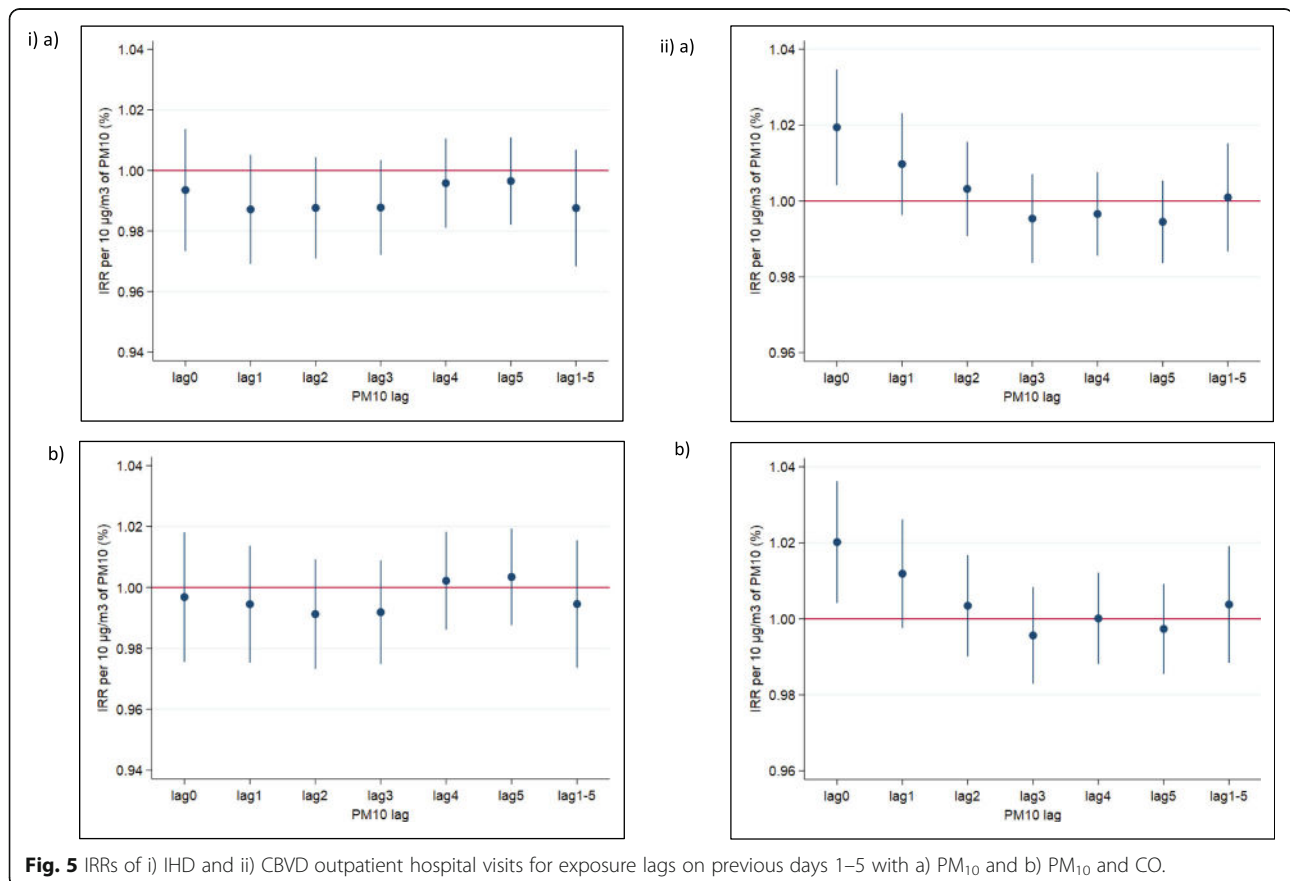 i) a)
1.04
1.02
1.00
0.98
0.96
0.94
IRR per 10 µg/m3 of PM10 (%)
lag0 lag1 lag2 lag3 lag4 lag5 lag1-5
PM10 lag
ii) a)
1.04
1.02
1.00
0.98
0.96
IRR per 10 µg/m3 of PM10 (%)
lag0 lag1 lag2 lag3 lag4 lag5 lag1-5
PM10 lag
b)
1.04
1.02
1.00
0.98
0.96
0.94
IRR per 10 µg/m3 of PM10 (%)
lag0 lag1 lag2 lag3 lag4 lag5 lag1-5
PM10 lag
b)
1.04
1.02
1.00
0.98
0.96
IRR per 10 µg/m3 of PM10 (%)
lag0 lag1 lag2 lag3 lag4 lag5 lag1-5
PM10 lag
Fig. 5 IRRs of i) IHD and ii) CBVD outpatient hospital visits for exposure lags on previous days 1–5 with a) PM₁₀ and b) PM₁₀ and CO.